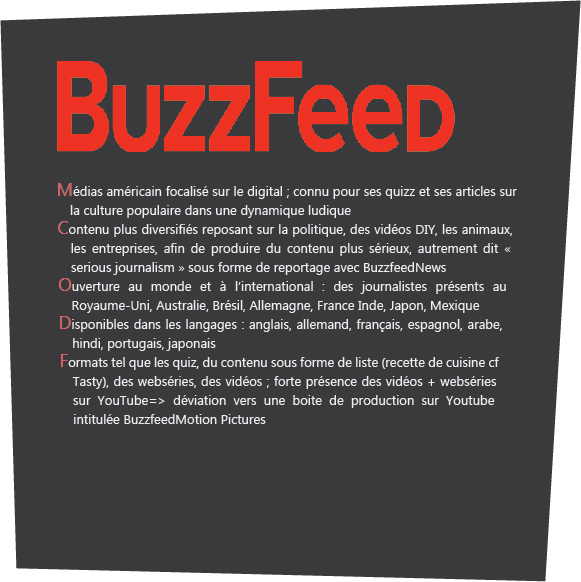 BuzzFeed
Médias américain focalisé sur le digital ; connu pour ses quizz et ses articles sur
la culture populaire dans une dynamique ludique
Contenu plus diversifiés reposant sur la politique, des vidéos DIY, les animaux,
les entreprises, afin de produire du contenu plus sérieux, autrement dit «
serious journalism » sous forme de reportage avec BuzzfeedNews
Ouverture au monde et à l'international : des journalistes présents au
Royaume-Uni, Australie, Brésil, Allemagne, France Inde, Japon, Mexique
Disponibles dans les langages : anglais, allemand, français, espagnol, arabe,
hindi, portugais, japonais
Formats tel que les quiz, du contenu sous forme de liste (recette de cuisine cf
Tasty), des webséries, des vidéos ; forte présence des vidéos + webséries
sur YouTube=> déviation vers une boite de production sur Youtube
intitulée BuzzfeedMotion Pictures